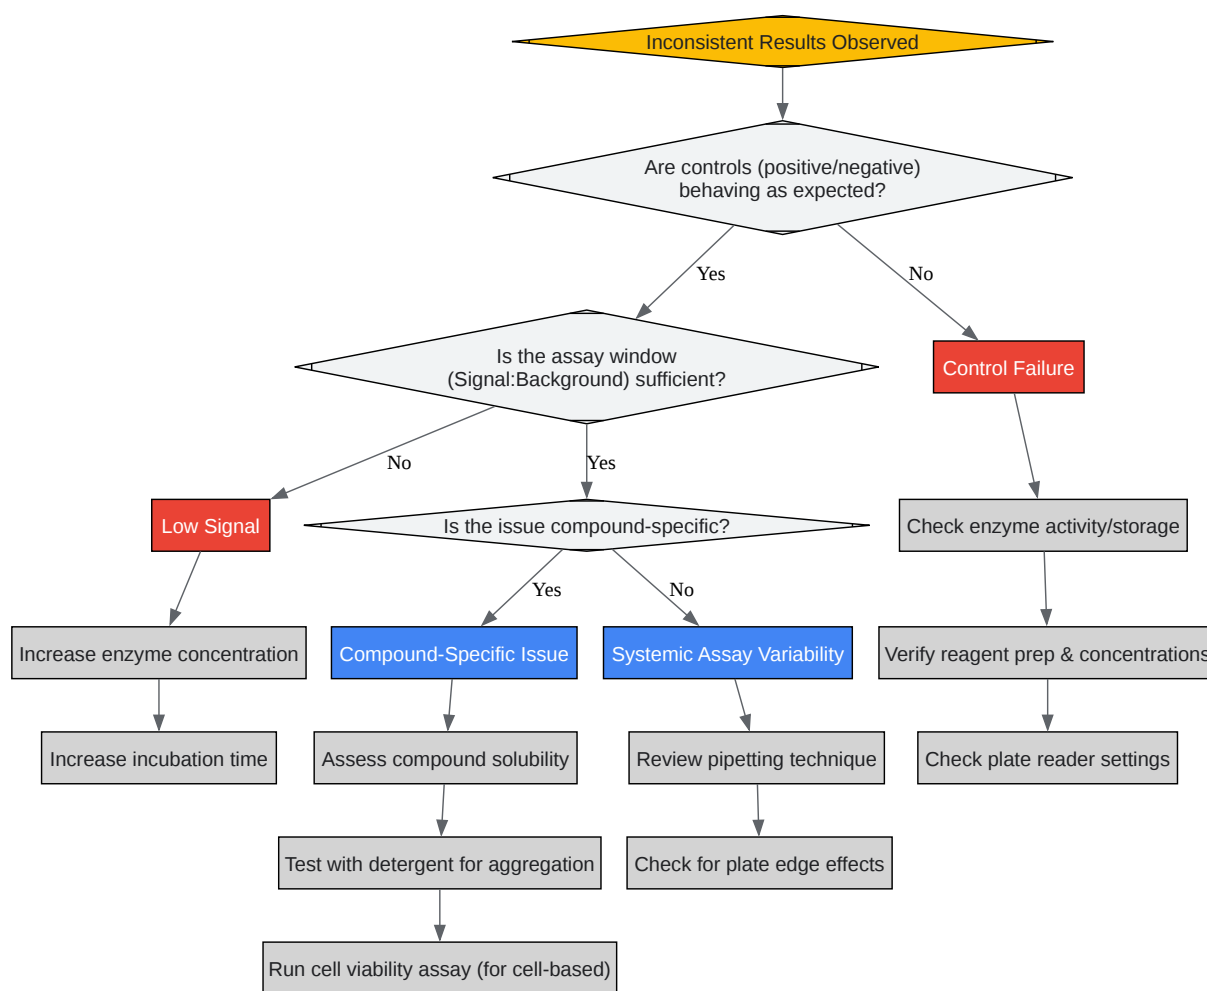 Inconsistent Results Observed
Are controls (positive/negative)
behaving as expected?
Yes
No
Is the assay window
(Signal:Background) sufficient?
Control Failure
No
Yes
Low Signal
Is the issue compound-specific?
Check enzyme activity/storage
Yes
No
Increase enzyme concentration
Compound-Specific Issue
Systemic Assay Variability
Verify reagent prep & concentrations
Increase incubation time
Assess compound solubility
Review pipetting technique
Check plate reader settings
Test with detergent for aggregation
Check for plate edge effects
Run cell viability assay (for cell-based)